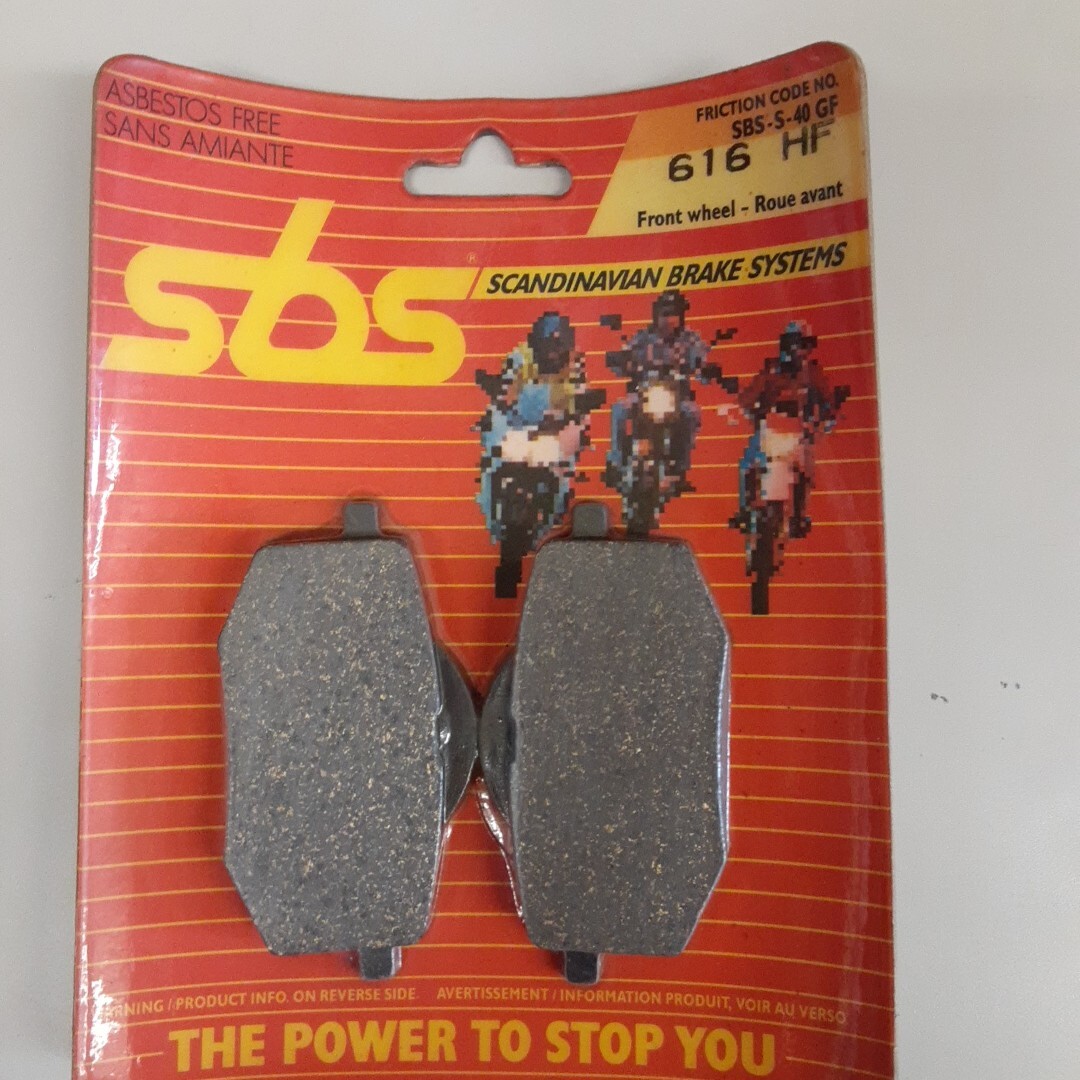 ASBESTOS FREE
SANS AMIANTE
FRICTION CODE NO.
SBS-S-40 GF
616 HF
Front wheel - Roue avant
sbs®
SCANDINAVIAN BRAKE SYSTEMS
/ PRODUCT INFO. ON REVERSE SIDE. AVERTISSEMENT / INFORMATION PRODUIT, VOIR AU VERSO
THE POWER TO STOP YOU